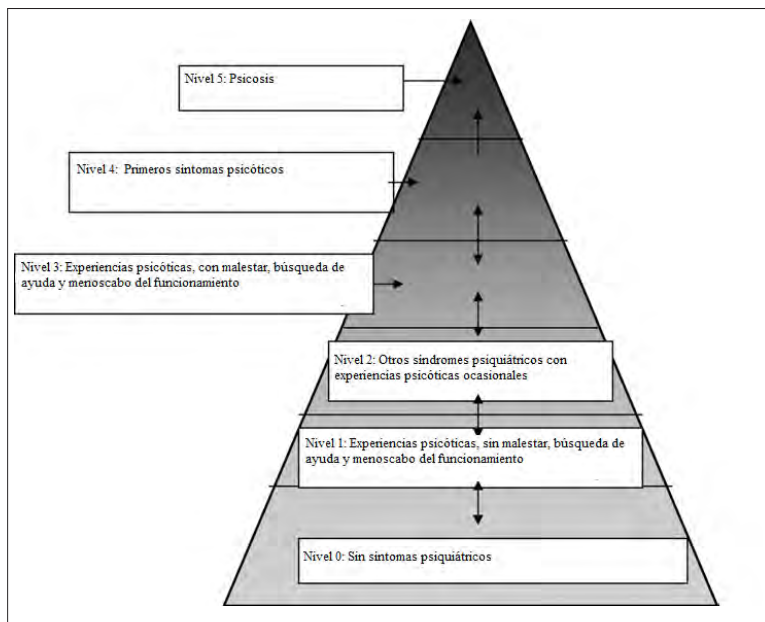 Nivel 5: Psicosis
Nivel 4: Primeros síntomas psicóticos
Nivel 3: Experiencias psicóticas, con malestar, búsqueda de
ayuda y menoscabo del funcionamiento
Nivel 2: Otros síndromes psiquiátricos con
experiencias psicóticas ocasionales
Nivel 1: Experiencias psicóticas, sin malestar, búsqueda de
ayuda y menoscabo del funcionamiento
Nivel 0: Sin síntomas psiquiátricos